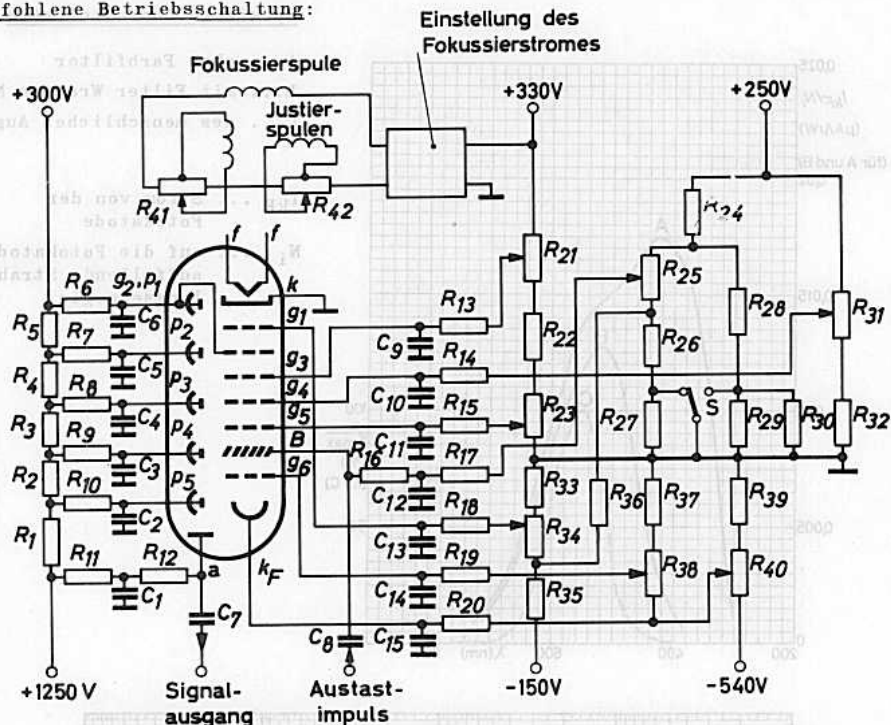 fohlene Betriebsschaltung:
Einstellung des
Fokussierstromes
Fokussierspule
Justier-
spulen
+300V
+330V
+250V
R41
R42
R24
f
f
k
R6
g2,p1
C6
g1
R21
R25
R5
R7
p2
C5
g3
C9
R13
R22
R26
R28
R31
R4
R8
p3
C4
g4
C10
R14
R3
R9
p4
C3
g5
C11
R15
R23
R27
S
R29
R30
R32
R2
R10
p5
C2
B
R16
g6
C12
R17
R33
R36
R37
R39
R1
R11
R12
C1
a
kF
C13
R18
R34
C14
R19
R38
R40
C7
C8
C15
R20
R35
+1250 V
Signal-
ausgang
Austast-
impuls
-150V
-540V